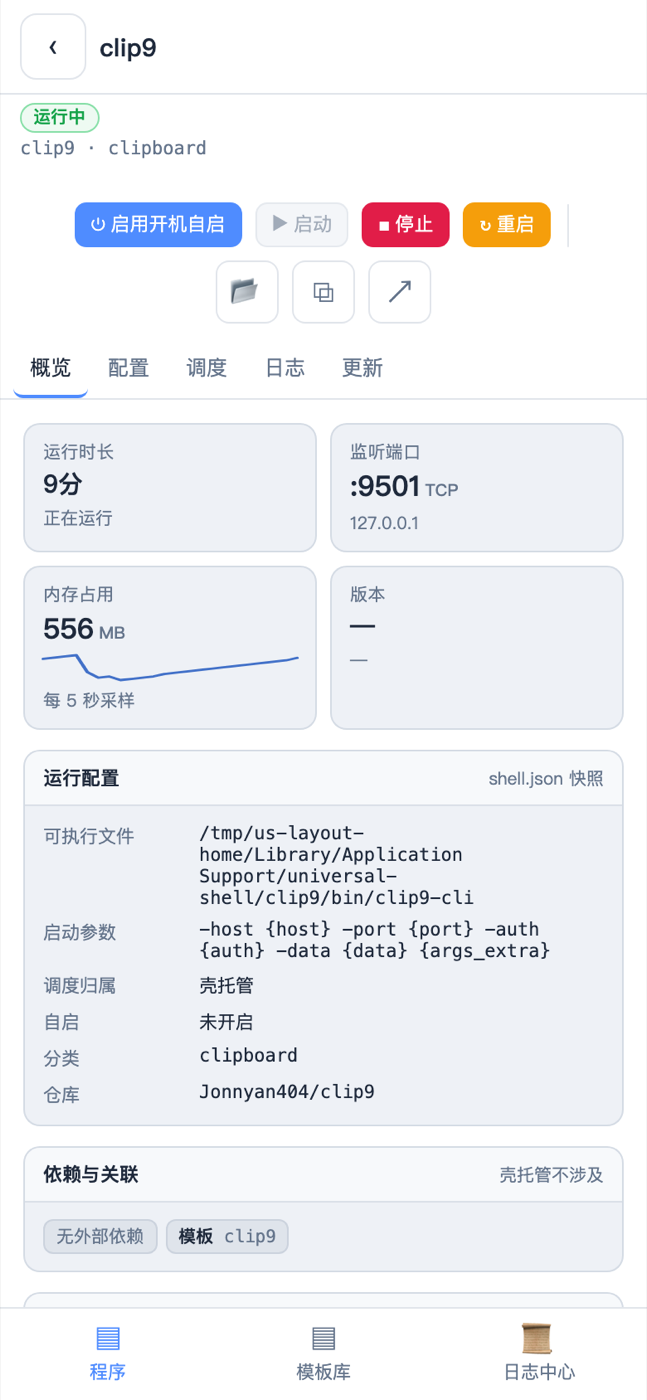 clip9
运行中
clip9 · clipboard
启用开机自启
启动
停止
重启
概览 配置 调度 日志 更新
运行时长
9分
正在运行
监听端口
:9501 TCP
127.0.0.1
内存占用
556 MB
每 5 秒采样
版本
—
—
运行配置 shell.json 快照
可执行文件 /tmp/us-layout-
home/Library/Application
Support/universal-
shell/clip9/bin/clip9-cli
启动参数 -host {host} -port {port} -auth
{auth} -data {data} {args_extra}
调度归属 壳托管
自启 未开启
分类 clipboard
仓库 Jonnyan404/clip9
依赖与关联 壳托管不涉及
无外部依赖 模板 clip9
程序 模板库 日志中心